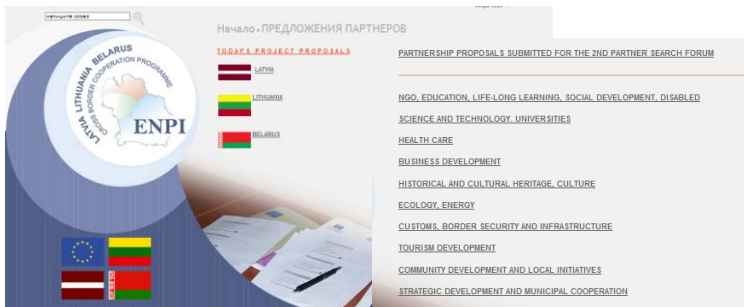 напишите слово
Начало»ПРЕДЛОЖЕНИЯ ПАРТНЕРОВ
TODAY'S PROJECT PROPOSALS
LATVIA
LITHUANIA
BELARUS
LATVIA LITHUANIA BELARUS
CROSS BORDER COOPERATION PROGRAMME
ENPI
PARTNERSHIP PROPOSALS SUBMITTED FOR THE 2ND PARTNER SEARCH FORUM
NGO, EDUCATION, LIFE-LONG LEARNING, SOCIAL DEVELOPMENT, DISABLED
SCIENCE AND TECHNOLOGY. UNIVERSITIES
HEALTH CARE
BUSINESS DEVELOPMENT
HISTORICAL AND CULTURAL HERITAGE, CULTURE
ECOLOGY, ENERGY
CUSTOMS, BORDER SECURITY AND INFRASTRUCTURE
TOURISM DEVELOPMENT
COMMUNITY DEVELOPMENT AND LOCAL INITIATIVES
STRATEGIC DEVELOPMENT AND MUNICIPAL COOPERATION